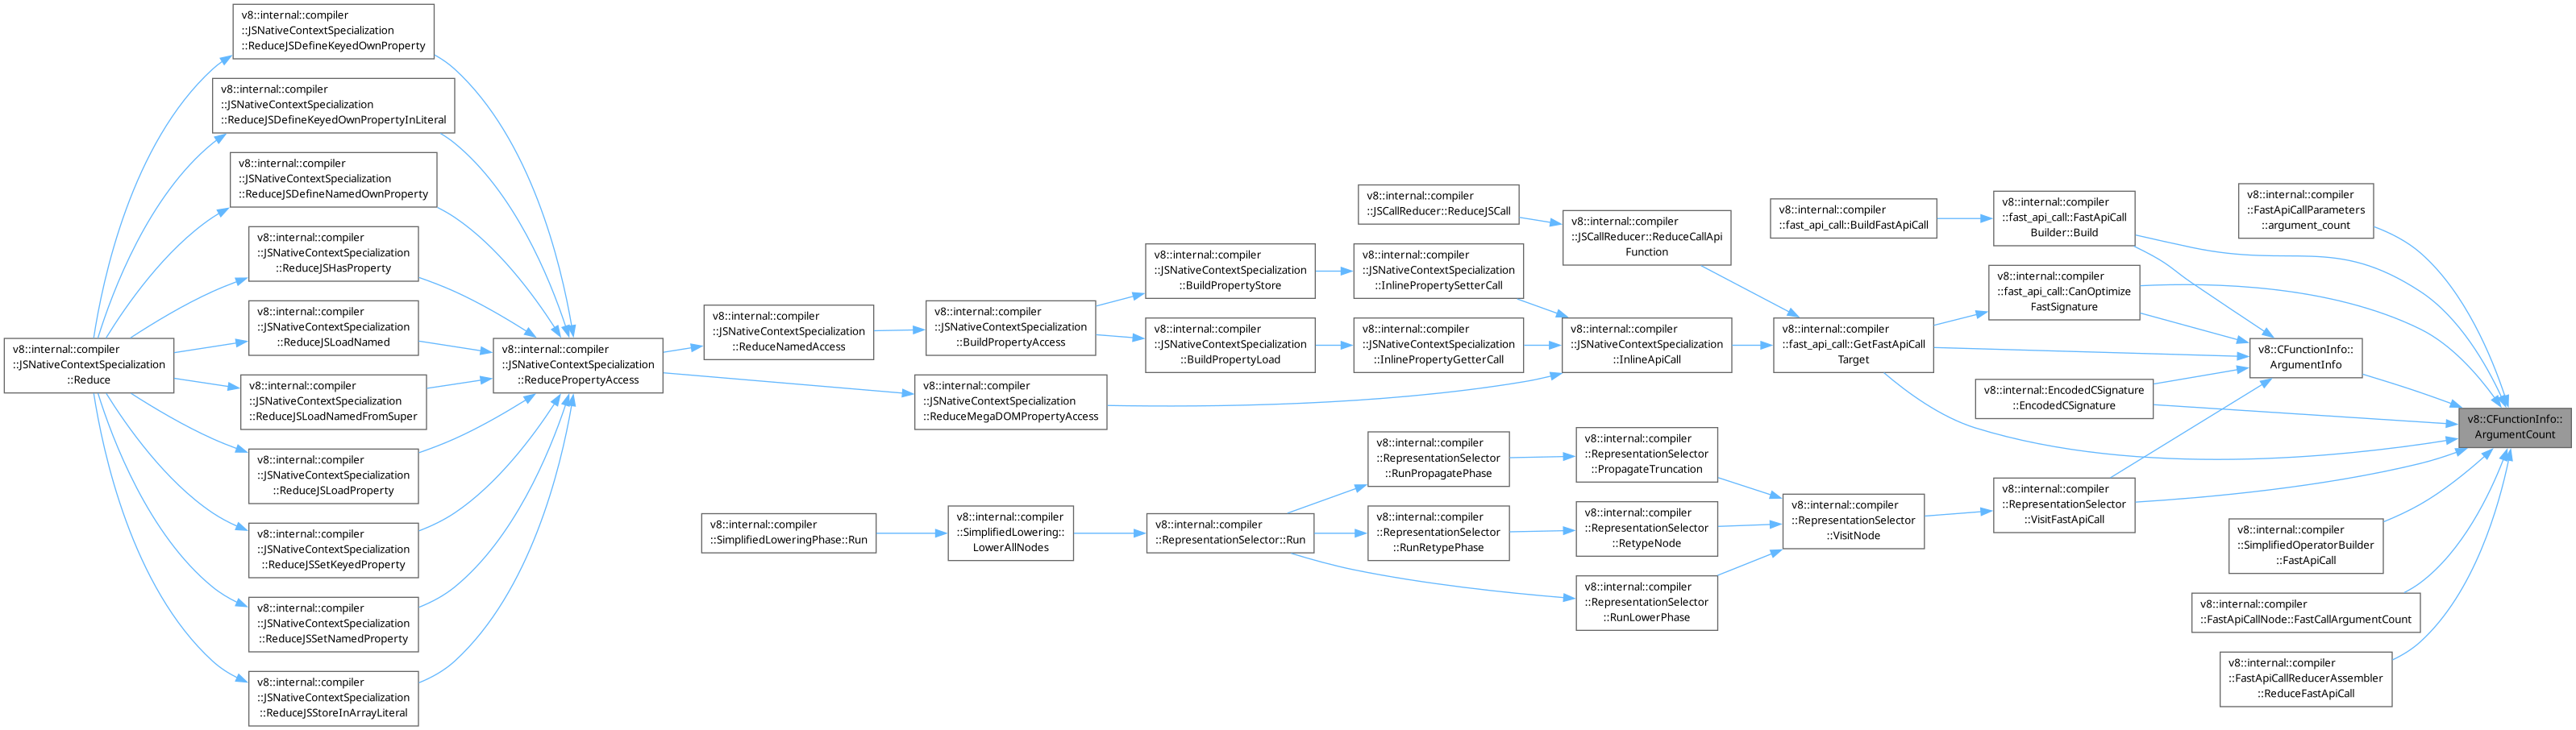 v8::internal::compiler
::JSNativeContextSpecialization
::ReduceJSDefineKeyedOwnProperty
v8::internal::compiler
::JSNativeContextSpecialization
::ReduceJSDefineKeyedOwnPropertyInLiteral
v8::internal::compiler
::JSNativeContextSpecialization
::ReduceJSDefineNamedOwnProperty
v8::internal::compiler
::JSNativeContextSpecialization
::ReduceJSHasProperty
v8::internal::compiler
::JSNativeContextSpecialization
::ReduceJSLoadNamed
v8::internal::compiler
::JSNativeContextSpecialization
::Reduce
v8::internal::compiler
::JSNativeContextSpecialization
::ReduceJSLoadNamedFromSuper
v8::internal::compiler
::JSNativeContextSpecialization
::ReduceJSLoadProperty
v8::internal::compiler
::JSNativeContextSpecialization
::ReduceJSSetKeyedProperty
v8::internal::compiler
::JSNativeContextSpecialization
::ReduceJSSetNamedProperty
v8::internal::compiler
::JSNativeContextSpecialization
::ReduceJSStoreInArrayLiteral
v8::internal::compiler
::JSNativeContextSpecialization
::ReducePropertyAccess
v8::internal::compiler
::JSNativeContextSpecialization
::ReduceNamedAccess
v8::internal::compiler
::SimplifiedLoweringPhase::Run
v8::internal::compiler
::JSNativeContextSpecialization
::BuildPropertyAccess
v8::internal::compiler
::JSNativeContextSpecialization
::ReduceMegaDOMPropertyAccess
v8::internal::compiler
::SimplifiedLowering::
LowerAllNodes
v8::internal::compiler
::JSNativeContextSpecialization
::BuildPropertyStore
v8::internal::compiler
::JSNativeContextSpecialization
::BuildPropertyLoad
v8::internal::compiler
::RepresentationSelector::Run
v8::internal::compiler
::JSCallReducer::ReduceJSCall
v8::internal::compiler
::JSNativeContextSpecialization
::InlinePropertySetterCall
v8::internal::compiler
::JSNativeContextSpecialization
::InlinePropertyGetterCall
v8::internal::compiler
::RepresentationSelector
::RunPropagatePhase
v8::internal::compiler
::RepresentationSelector
::RunRetypePhase
v8::internal::compiler
::JSCallReducer::ReduceCallApi
Function
v8::internal::compiler
::JSNativeContextSpecialization
::InlineApiCall
v8::internal::compiler
::RepresentationSelector
::PropagateTruncation
v8::internal::compiler
::RepresentationSelector
::RetypeNode
v8::internal::compiler
::RepresentationSelector
::RunLowerPhase
v8::internal::compiler
::fast_api_call::BuildFastApiCall
v8::internal::compiler
::fast_api_call::GetFastApiCall
Target
v8::internal::compiler
::RepresentationSelector
::VisitNode
v8::internal::compiler
::fast_api_call::FastApiCall
Builder::Build
v8::internal::compiler
::fast_api_call::CanOptimize
FastSignature
v8::internal::EncodedCSignature
::EncodedCSignature
v8::internal::compiler
::RepresentationSelector
::VisitFastApiCall
v8::internal::compiler
::FastApiCallParameters
::argument_count
v8::CFunctionInfo::
ArgumentInfo
v8::internal::compiler
::SimplifiedOperatorBuilder
::FastApiCall
v8::internal::compiler
::FastApiCallNode::FastCallArgumentCount
v8::internal::compiler
::FastApiCallReducerAssembler
::ReduceFastApiCall
v8::CFunctionInfo::
ArgumentCount